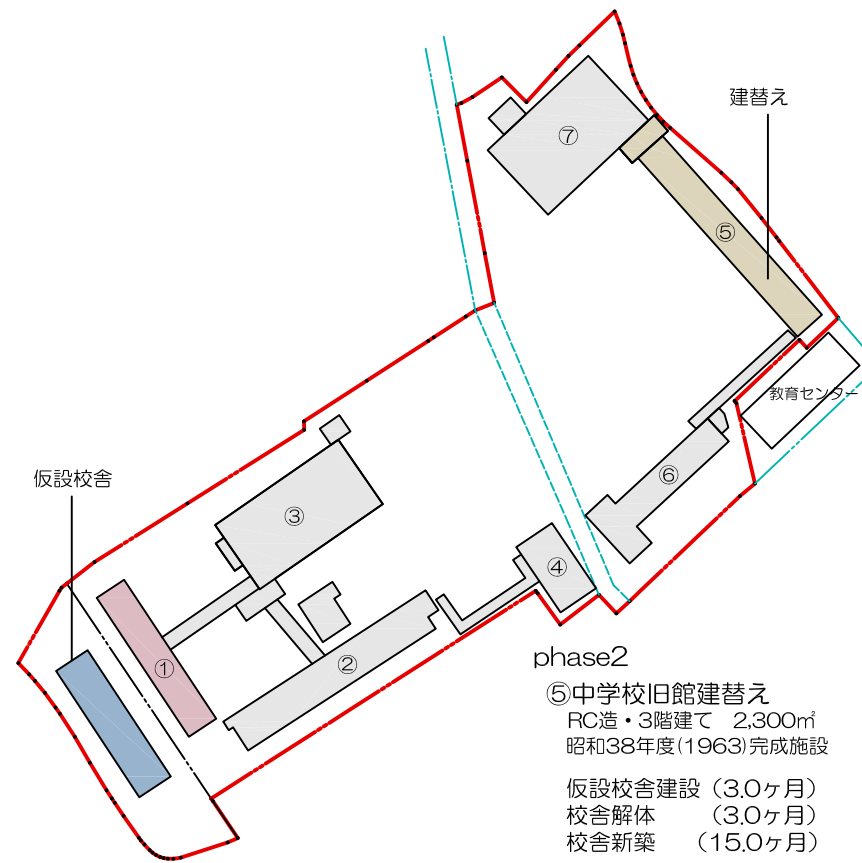 建替え
⑦
⑤
教育センター
⑥
仮設校舎
③
④
①
②
phase2
⑤中学校旧館建替え
RC造・3階建て 2,300㎡
昭和38年度(1963)完成施設
仮設校舎建設（3.0ヶ月）
校舎解体 （3.0ヶ月）
校舎新築 （15.0ヶ月）